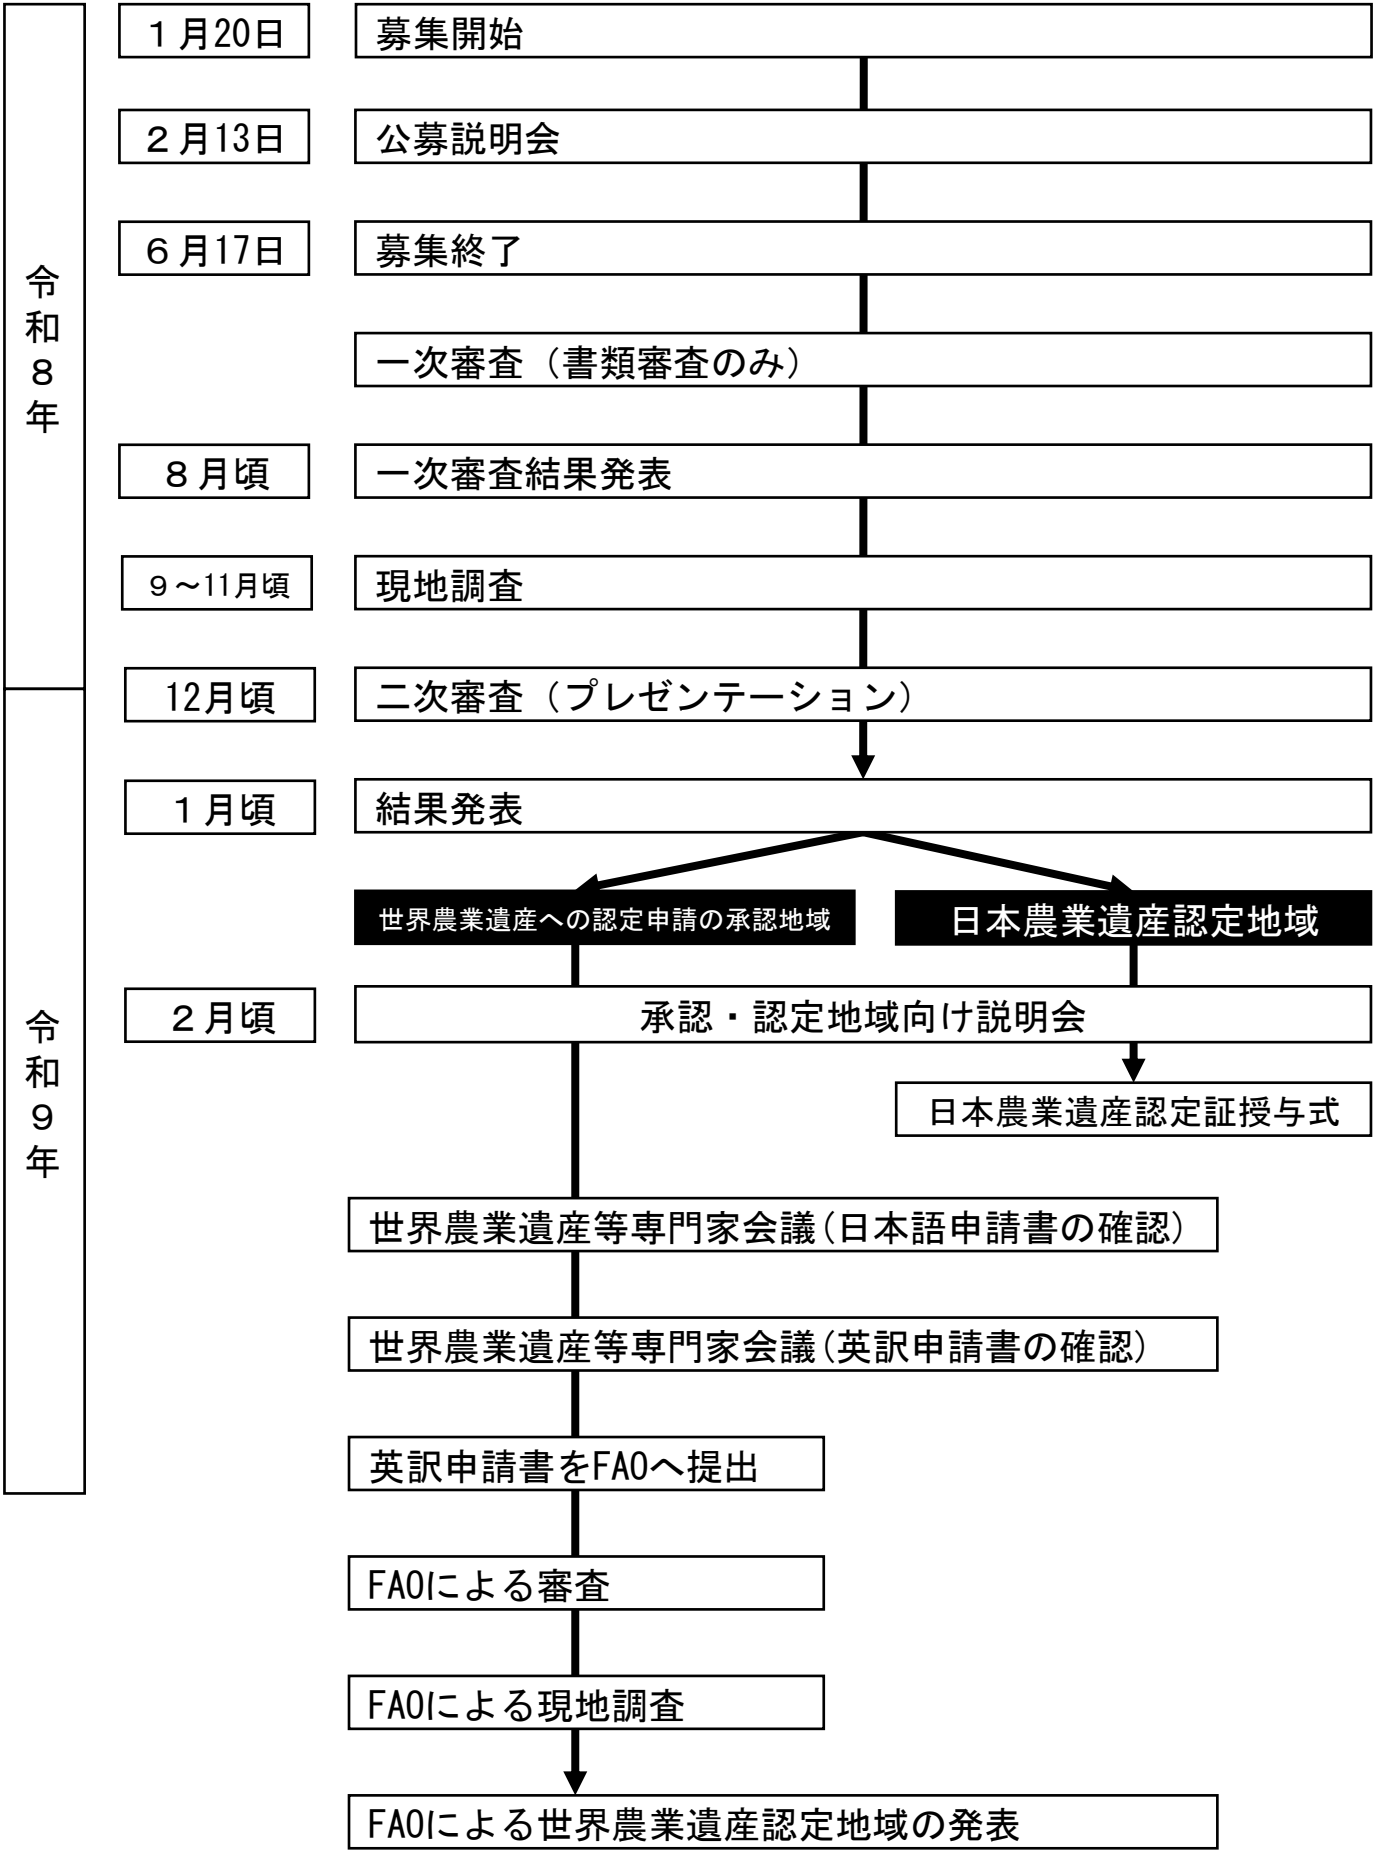 令和８年
１月20日
募集開始
２月13日
公募説明会
６月17日
募集終了
一次審査（書類審査のみ）
８月頃
一次審査結果発表
９～11月頃
現地調査
12月頃
二次審査（プレゼンテーション）
令和９年
１月頃
結果発表
世界農業遺産への認定申請の承認地域
日本農業遺産認定地域
２月頃
承認・認定地域向け説明会
日本農業遺産認定証授与式
世界農業遺産等専門家会議(日本語申請書の確認)
世界農業遺産等専門家会議(英訳申請書の確認)
英訳申請書をFAOへ提出
FAOによる審査
FAOによる現地調査
FAOによる世界農業遺産認定地域の発表